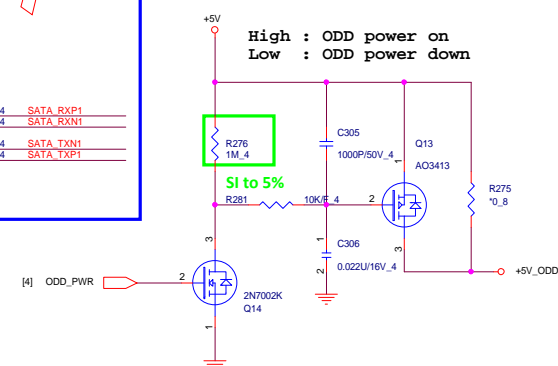 +5V
High : ODD power on
Low : ODD power down
4 SATA_RXP1
4 SATA_RXN1
4 SATA_TXN1
4 SATA_TXP1
R276
1M_4
SI to 5%
C305
1000P/50V_4
Q13
AO3413
1
2
3
R275
*0_8
R281
10K/F_4
C306
1
2
0.022U/16V_4
+5V_ODD
[4] ODD_PWR
3
2
1
2N7002K
Q14